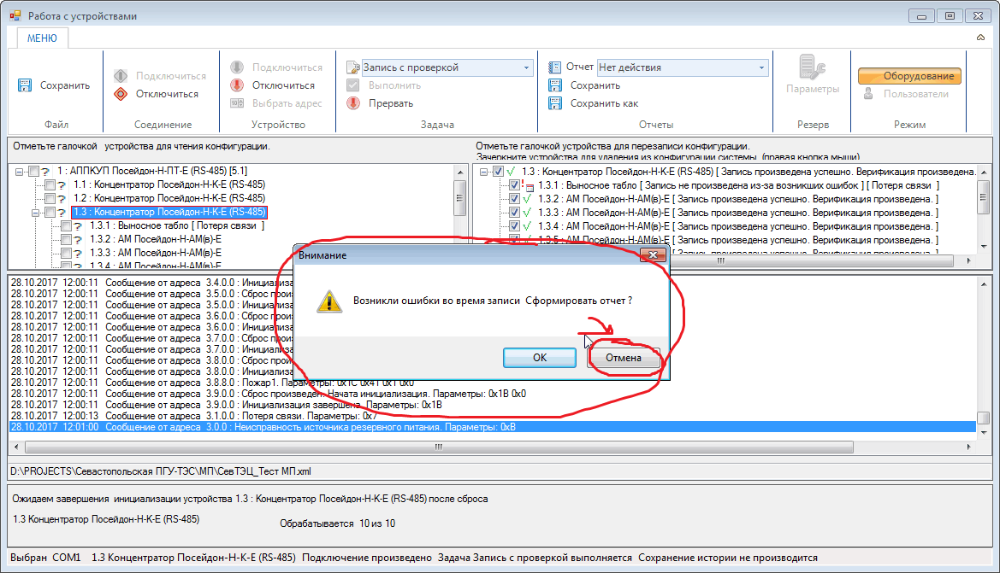 Работа с устройствами
МЕНЮ
Сохранить
Файл
Подключиться
Отключиться
Соединение
Подключиться
Отключиться
Выбрать адрес
Устройство
Запись с проверкой
Выполнить
Прервать
Задача
Отчет Нет действия
Сохранить
Сохранить как
Отчеты
Параметры
Резерв
Оборудование
Пользователи
Режим
Отметьте галочкой устройства для чтения конфигурации.
1 : АППКУП Посейдон-Н-ПТ-Е (RS-485) [5.1]
1.1 : Концентратор Посейдон-Н-К-Е (RS-485)
1.2 : Концентратор Посейдон-Н-К-Е (RS-485)
1.3 : Концентратор Посейдон-Н-К-Е (RS-485)
1.3.1 : Выносное табло [ Потеря связи ]
1.3.2 : АМ Посейдон-Н-АМ(в)-Е
1.3.3 : АМ Посейдон-Н-АМ(в)-Е
1.3.4 : АМ Посейдон-Н-АМ(в)-Е
Отметьте галочкой устройства для перезаписи конфигурации.
Зачеркните устройства для удаления из конфигурации системы. (правая кнопка мыши)
1.3 : Концентратор Посейдон-Н-К-Е (RS-485) [ Запись произведена успешно. Верификация произведена.
1.3.1 : Выносное табло [ Запись не произведена из-за возникших ошибок ] [ Потеря связи ]
1.3.2 : АМ Посейдон-Н-АМ(в)-Е [ Запись произведена успешно. Верификация произведена. ]
1.3.3 : АМ Посейдон-Н-АМ(в)-Е [ Запись произведена успешно. Верификация произведена. ]
1.3.4 : АМ Посейдон-Н-АМ(в)-Е [ Запись произведена успешно. Верификация произведена. ]
1.3.5 : АМ Посейдон-Н-АМ(в)-Е [ Запись произведена успешно. Верификация произведена. ]
[ Запись произведена успешно. Верификация произведена. ]
Внимание
Возникли ошибки во время записи Сформировать отчет ?
OK
Отмена
28.10.2017 12:00:11 Сообщение от адреса 3.4.0.0 : Инициализа
28.10.2017 12:00:11 Сообщение от адреса 3.5.0.0 : Сброс прои
28.10.2017 12:00:11 Сообщение от адреса 3.5.0.0 : Инициализа
28.10.2017 12:00:11 Сообщение от адреса 3.6.0.0 : Сброс прои
28.10.2017 12:00:11 Сообщение от адреса 3.6.0.0 : Инициализа
28.10.2017 12:00:11 Сообщение от адреса 3.7.0.0 : Сброс прои
28.10.2017 12:00:11 Сообщение от адреса 3.7.0.0 : Инициализа
28.10.2017 12:00:11 Сообщение от адреса 3.8.0.0 : Сброс прои
28.10.2017 12:00:11 Сообщение от адреса 3.8.0.0 : Инициализа
28.10.2017 12:00:11 Сообщение от адреса 3.8.8.0 : Пожар1. Параметры: 0x1C 0x41 0x1 0x0
28.10.2017 12:00:11 Сообщение от адреса 3.9.0.0 : Сброс произведен. Начата инициализация. Параметры: 0x1B 0x0
28.10.2017 12:00:11 Сообщение от адреса 3.9.0.0 : Инициализация завершена. Параметры: 0x1B
28.10.2017 12:00:13 Сообщение от адреса 3.1.0.0 : Потеря связи. Параметры: 0x7
28.10.2017 12:01:00 Сообщение от адреса 3.0.0 : Неисправность источника резервного питания. Параметры: 0xB
D:\PROJECTS\Севастопольская ПГУ-ТЭС\МП\СевТЭЦ_Тест МП.xml
Ожидаем завершения инициализации устройства 1.3 : Концентратор Посейдон-Н-К-Е (RS-485) после сброса
1.3 Концентратор Посейдон-Н-К-Е (RS-485)
Обрабатывается 10 из 10
Выбран COM1 1.3 Концентратор Посейдон-Н-К-Е (RS-485) Подключение произведено Задача Запись с проверкой выполняется Сохранение истории не производится